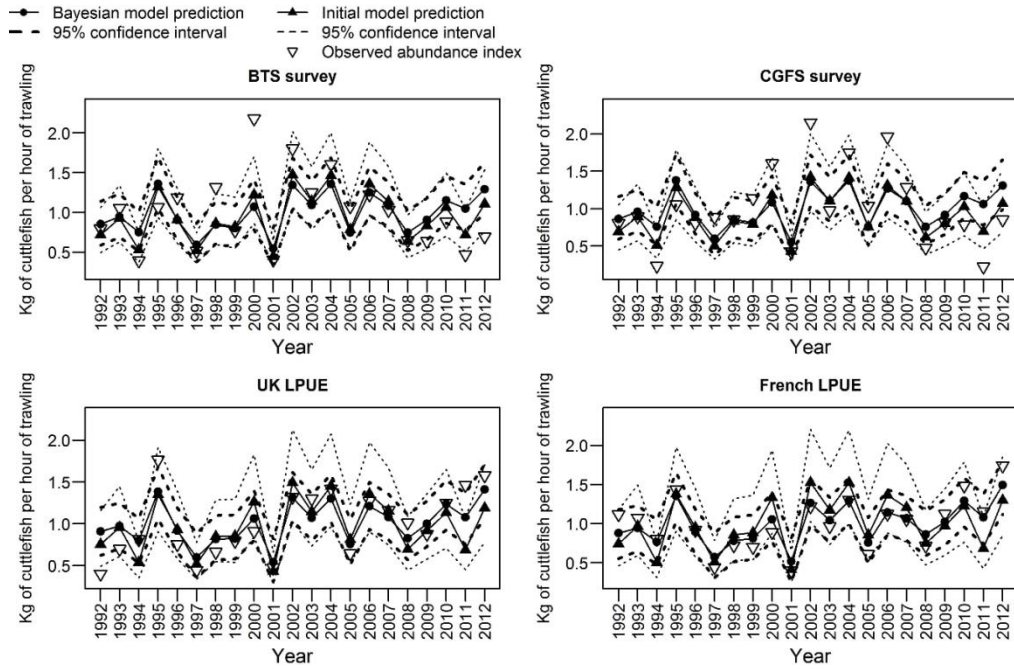 Bayesian model prediction
Initial model prediction
95% confidence interval
95% confidence interval
Observed abundance index
BTS survey
CGFS survey
Kg of cuttlefish per hour of trawling
2.0
1.5
1.0
0.5
1992 1993 1994 1995 1996 1997 1998 1999 2000 2001 2002 2003 2004 2005 2006 2007 2008 2009 2010 2011 2012
Year
Kg of cuttlefish per hour of trawling
2.0
1.5
1.0
0.5
1992 1993 1994 1995 1996 1997 1998 1999 2000 2001 2002 2003 2004 2005 2006 2007 2008 2009 2010 2011 2012
Year
UK LPUE
French LPUE
Kg of cuttlefish per hour of trawling
2.0
1.5
1.0
0.5
1992 1993 1994 1995 1996 1997 1998 1999 2000 2001 2002 2003 2004 2005 2006 2007 2008 2009 2010 2011 2012
Year
Kg of cuttlefish per hour of trawling
2.0
1.5
1.0
0.5
1992 1993 1994 1995 1996 1997 1998 1999 2000 2001 2002 2003 2004 2005 2006 2007 2008 2009 2010 2011 2012
Year